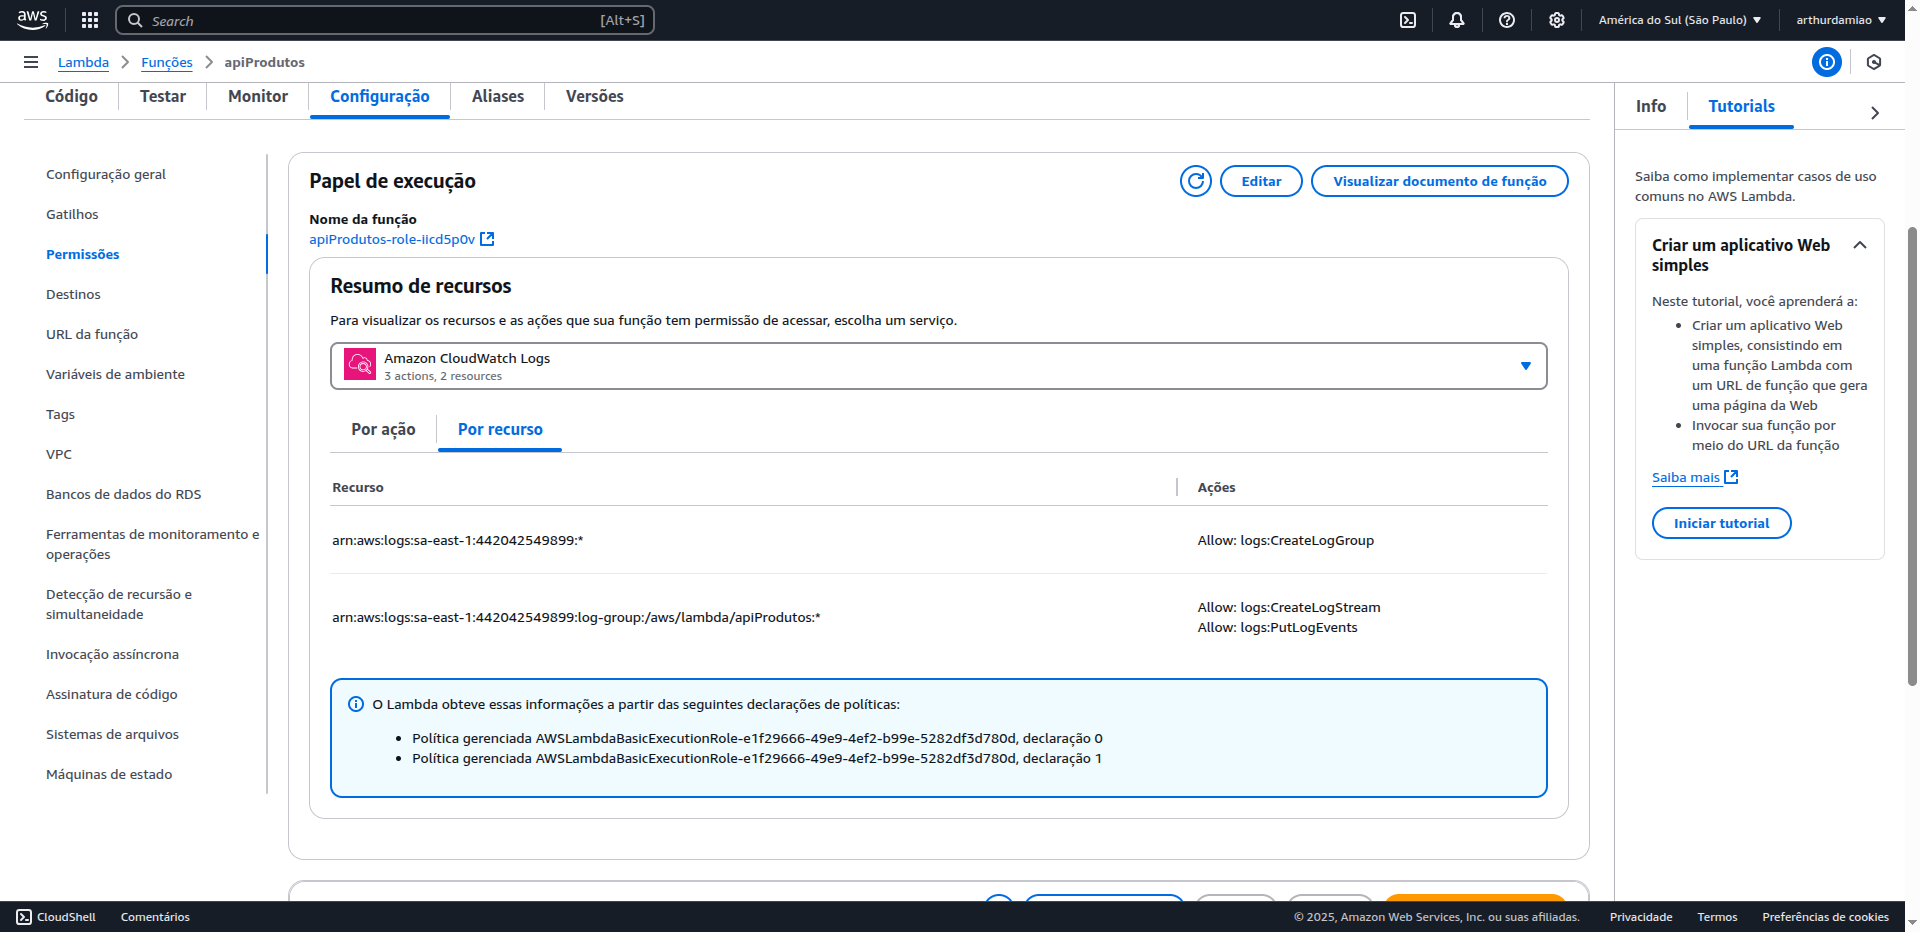 aws
Search
[Alt+S]
América do Sul (São Paulo)
arthurdamiao
Lambda
Funções
apiProdutos
Código
Testar
Monitor
Configuração
Aliases
Versões
Configuração geral
Gatilhos
Permissões
Destinos
URL da função
Variáveis de ambiente
Tags
VPC
Bancos de dados do RDS
Ferramentas de monitoramento e
operações
Detecção de recursão e
simultaneidade
Invocação assíncrona
Assinatura de código
Sistemas de arquivos
Máquinas de estado
Papel de execução
Editar
Visualizar documento de função
Nome da função
apiProdutos-role-iicd5p0v
Resumo de recursos
Para visualizar os recursos e as ações que sua função tem permissão de acessar, escolha um serviço.
Amazon CloudWatch Logs
3 actions, 2 resources
Por ação
Por recurso
Recurso
Ações
arn:aws:logs:sa-east-1:442042549899:*
Allow: logs:CreateLogGroup
arn:aws:logs:sa-east-1:442042549899:log-group:/aws/lambda/apiProdutos:*
Allow: logs:CreateLogStream
Allow: logs:PutLogEvents
O Lambda obteve essas informações a partir das seguintes declarações de políticas:
Política gerenciada AWSLambdaBasicExecutionRole-e1f29666-49e9-4ef2-b99e-5282df3d780d, declaração 0
Política gerenciada AWSLambdaBasicExecutionRole-e1f29666-49e9-4ef2-b99e-5282df3d780d, declaração 1
Info
Tutorials
Saiba como implementar casos de uso
comuns no AWS Lambda.
Criar um aplicativo Web
simples
Neste tutorial, você aprenderá a:
Criar um aplicativo Web
simples, consistindo em
uma função Lambda com
um URL de função que gera
uma página da Web
Invocar sua função por
meio do URL da função
Saiba mais
Iniciar tutorial
CloudShell
Comentários
© 2025, Amazon Web Services, Inc. ou suas afiliadas.
Privacidade
Termos
Preferências de cookies